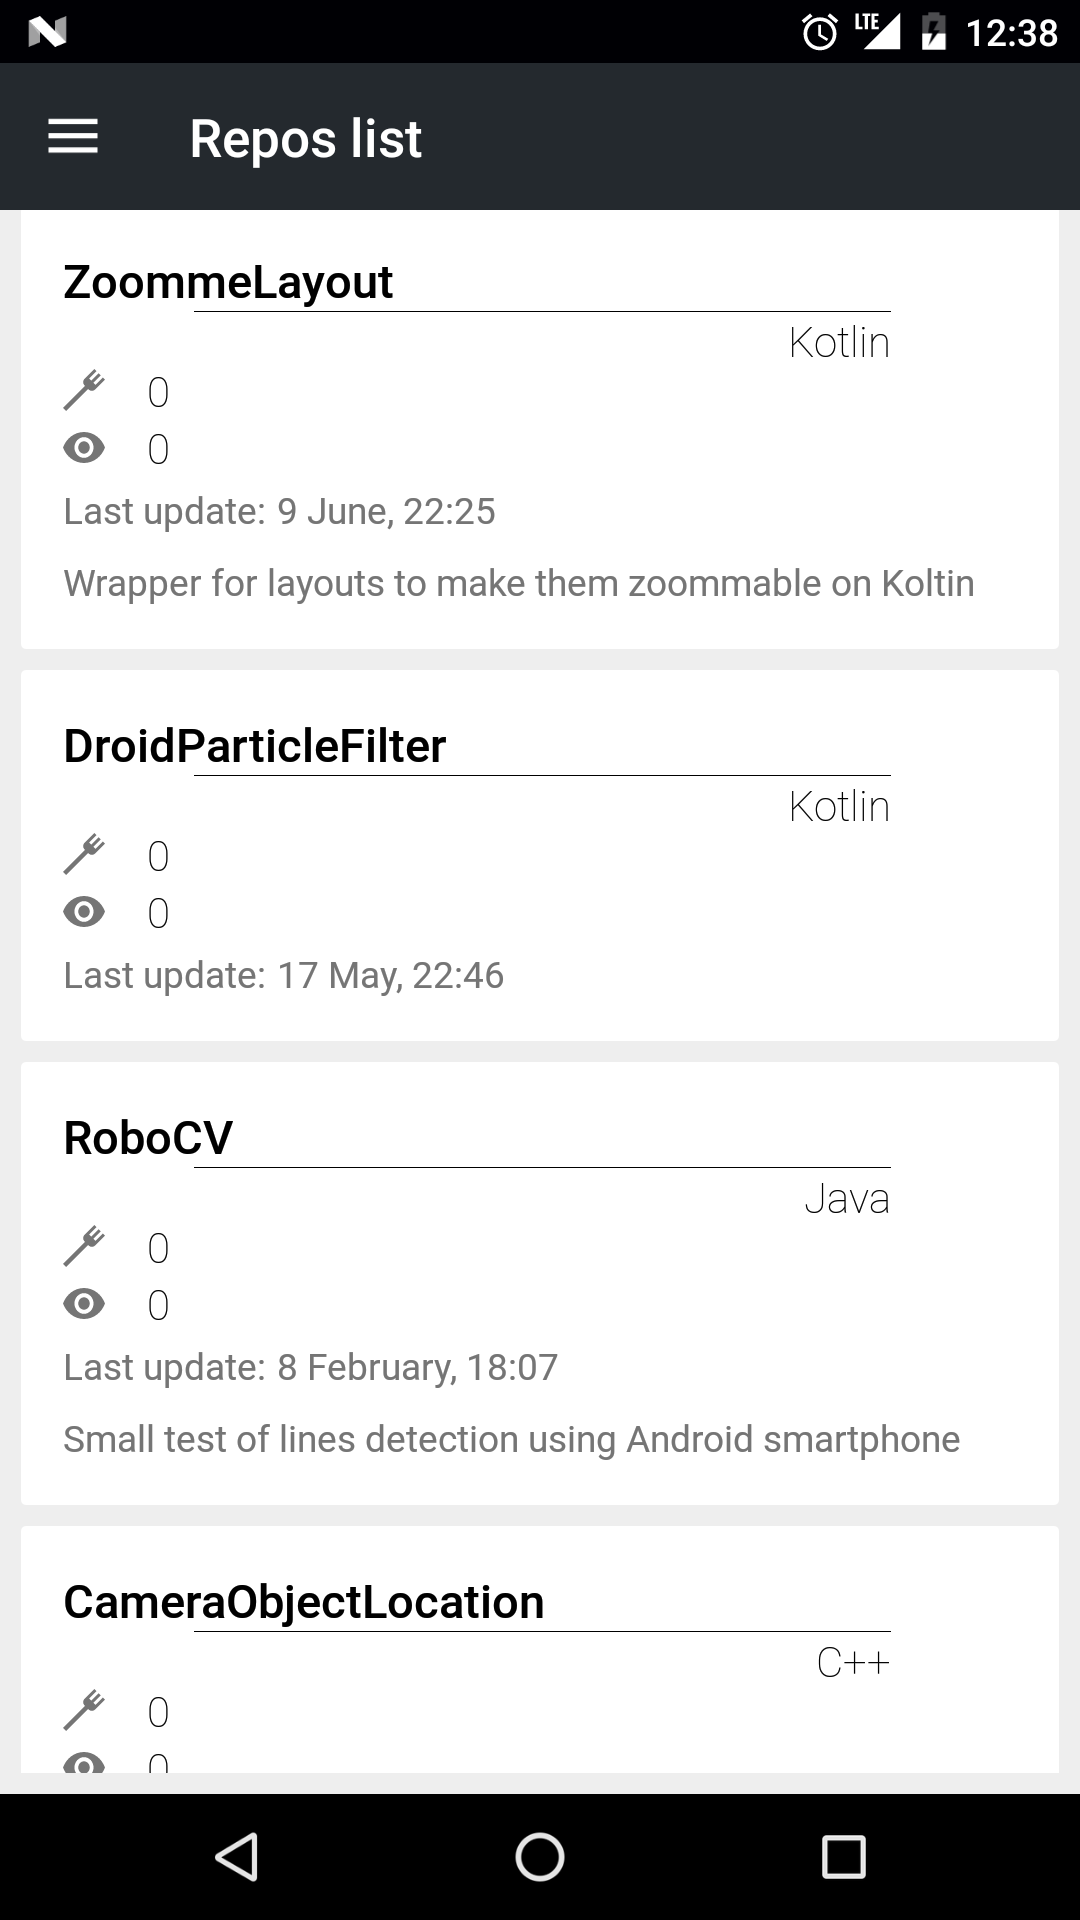 LTE 12:38
Repos list
ZoommeLayout
Kotlin
0
0
Last update: 9 June, 22:25
Wrapper for layouts to make them zoommable on Koltin
DroidParticleFilter
Kotlin
0
0
Last update: 17 May, 22:46
RoboCV
Java
0
0
Last update: 8 February, 18:07
Small test of lines detection using Android smartphone
CameraObjectLocation
C++
0
0